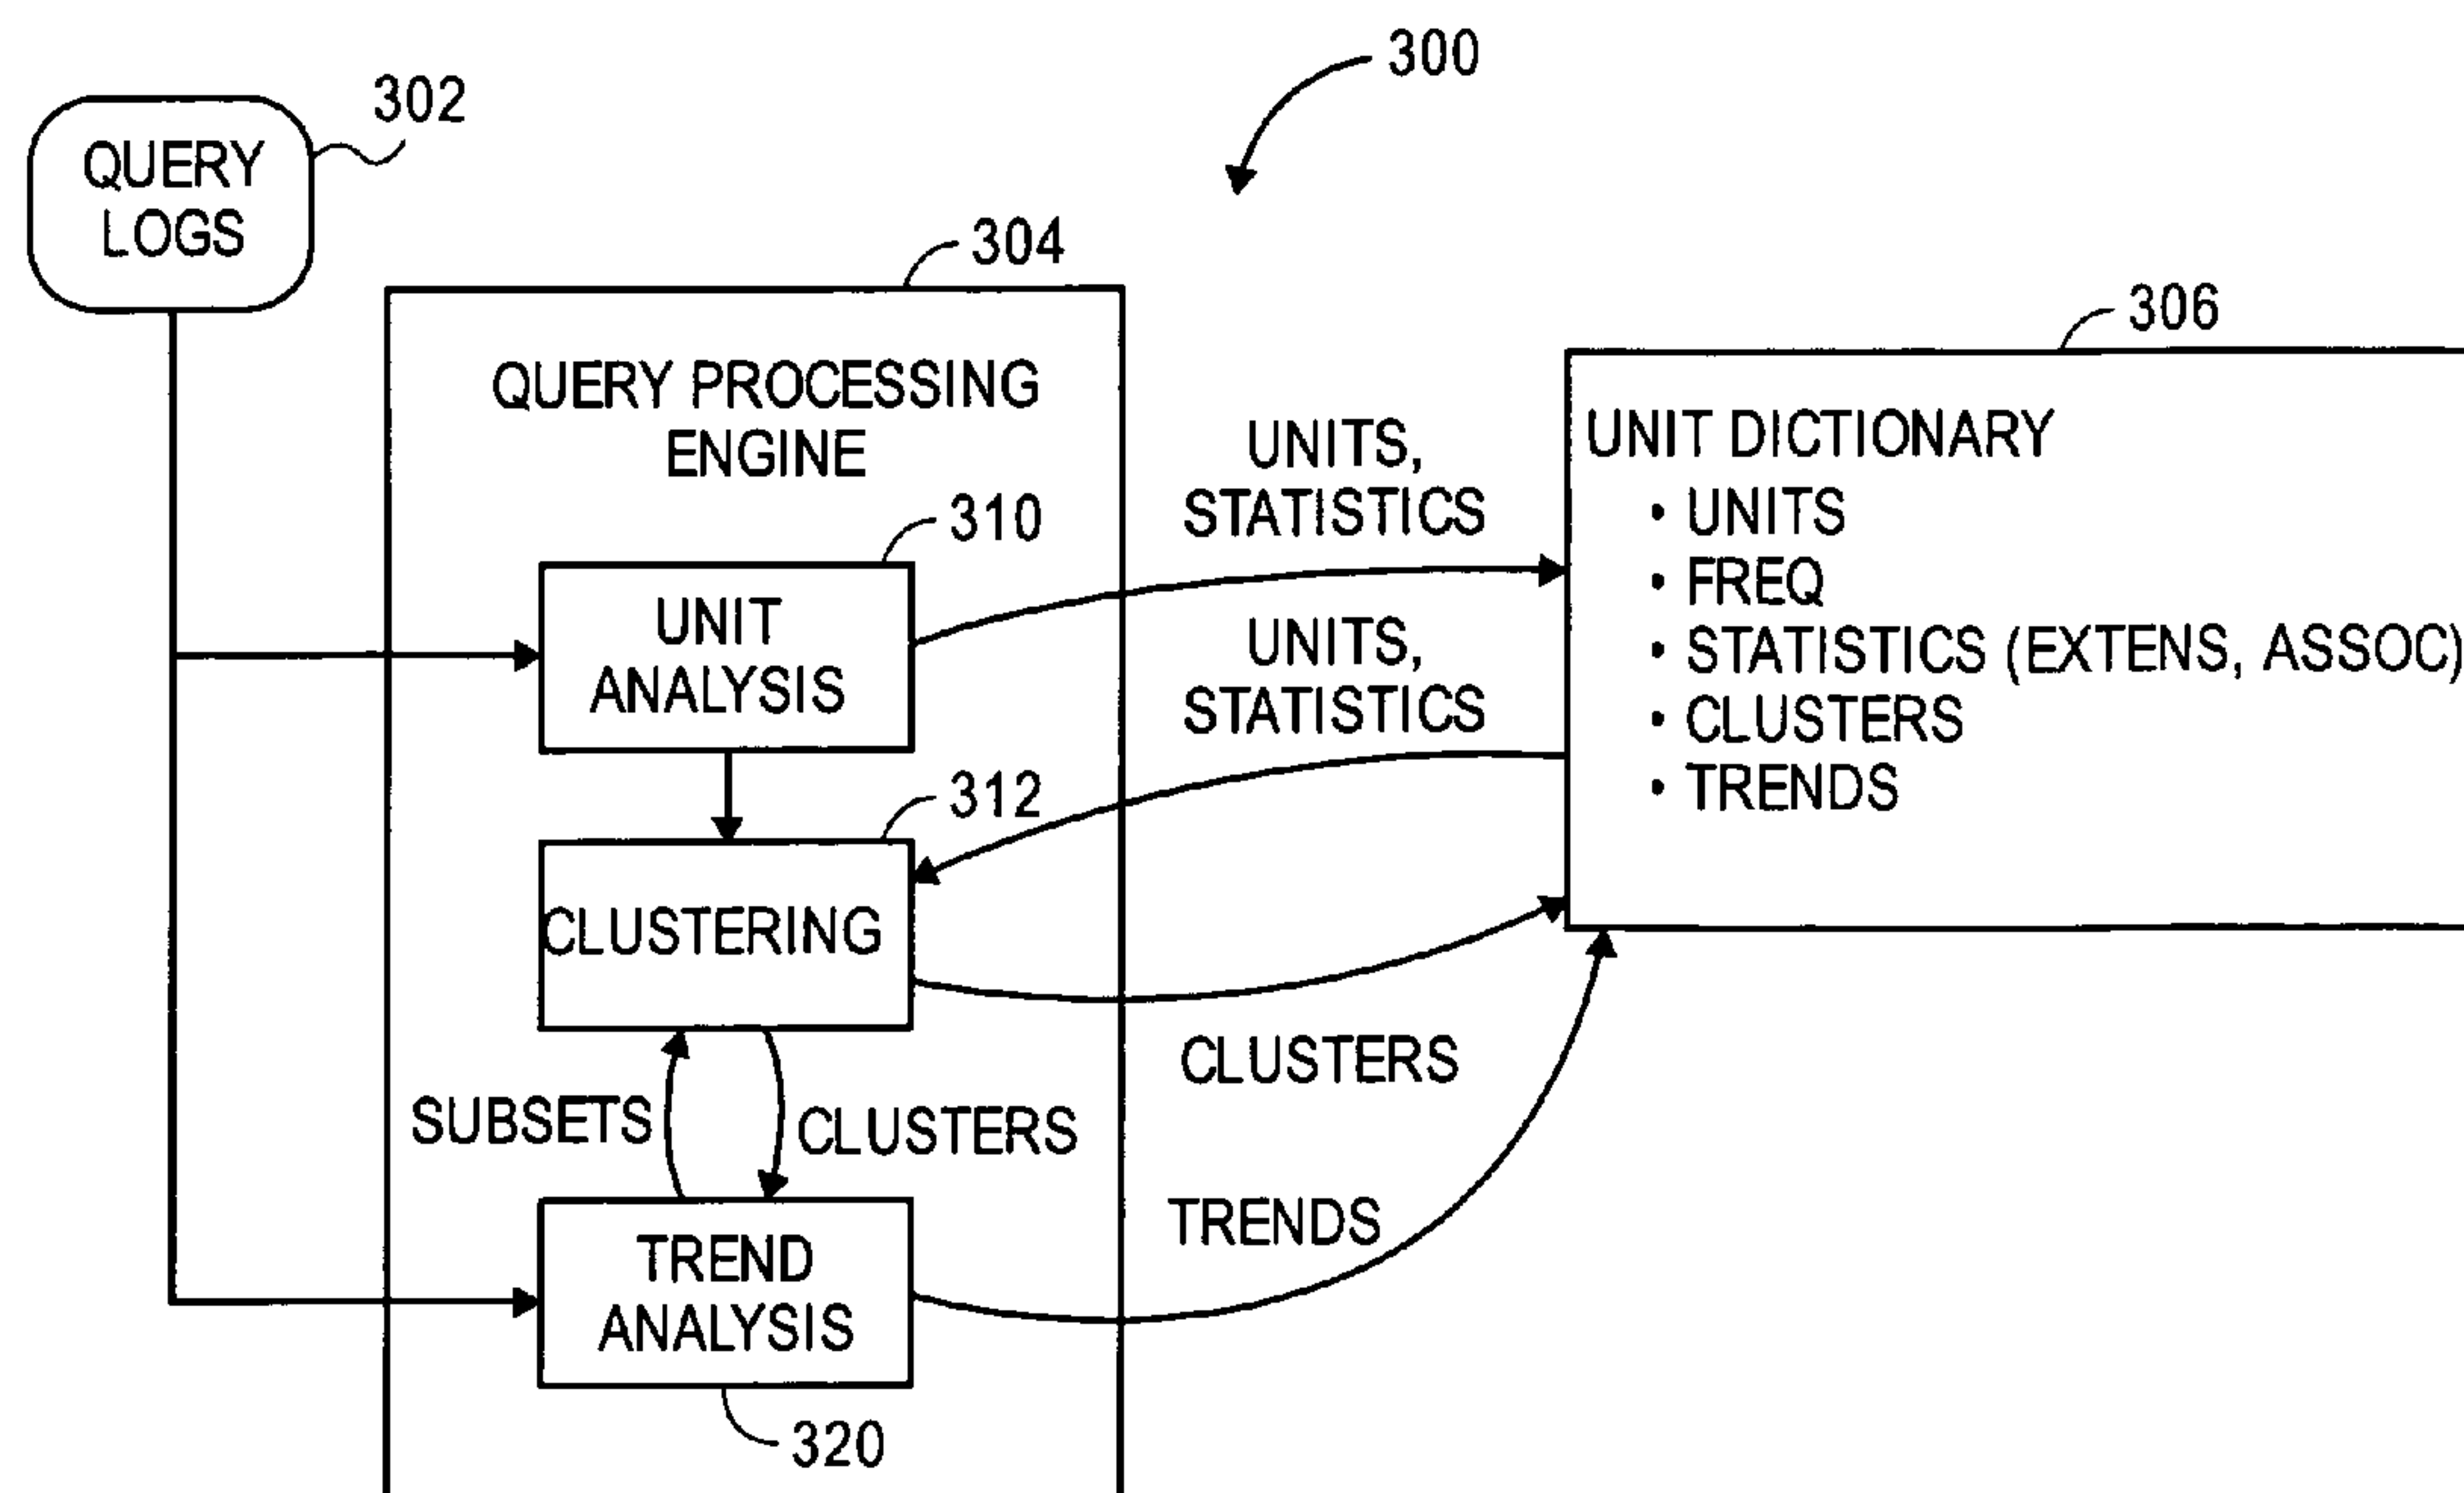 300
302
QUERY
LOGS
304
QUERY PROCESSING
ENGINE
306
UNIT DICTIONARY
• UNITS
• FREQ
• STATISTICS (EXTENS, ASSOC)
• CLUSTERS
• TRENDS
UNITS,
STATISTICS
310
UNIT
ANALYSIS
UNITS,
STATISTICS
312
CLUSTERING
CLUSTERS
SUBSETS
CLUSTERS
TRENDS
TREND
ANALYSIS
320